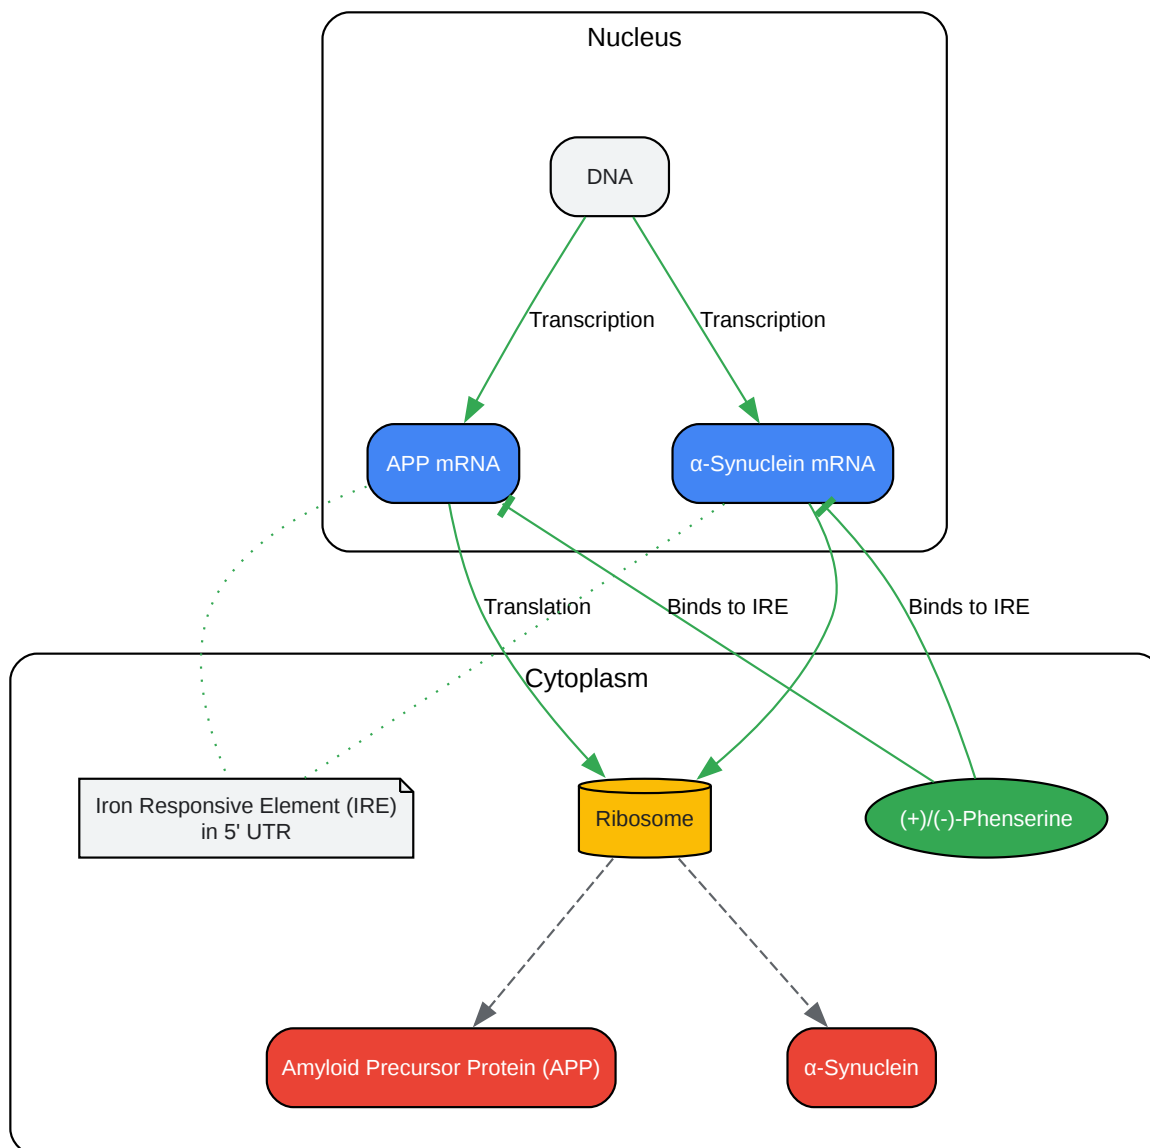 Nucleus
DNA
Transcription
Transcription
APP mRNA
α-Synuclein mRNA
Translation
Binds to IRE
Binds to IRE
Cytoplasm
Iron Responsive Element (IRE)
in 5' UTR
Ribosome
(+)/(-)-Phenserine
Amyloid Precursor Protein (APP)
α-Synuclein